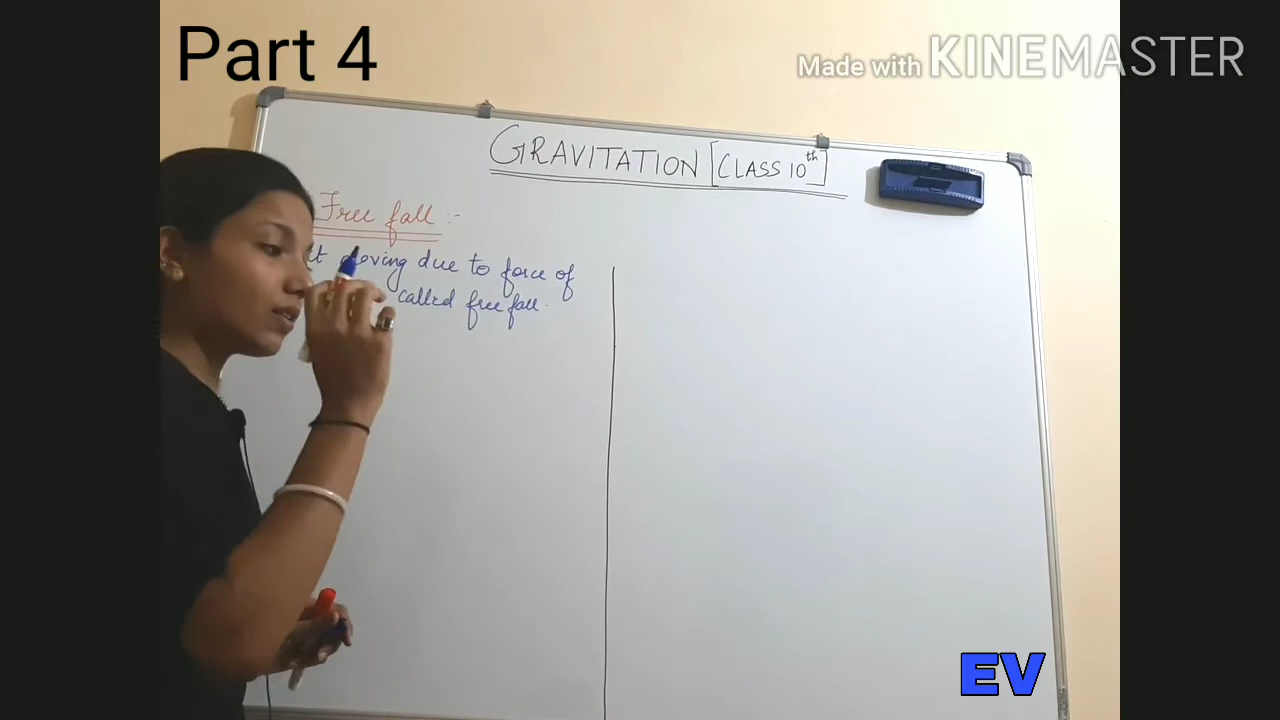 Part 4
Made with KINEMASTER
GRAVITATION [CLASS 10th]
Free fall :-
moving due to force of
called free fall.
EV